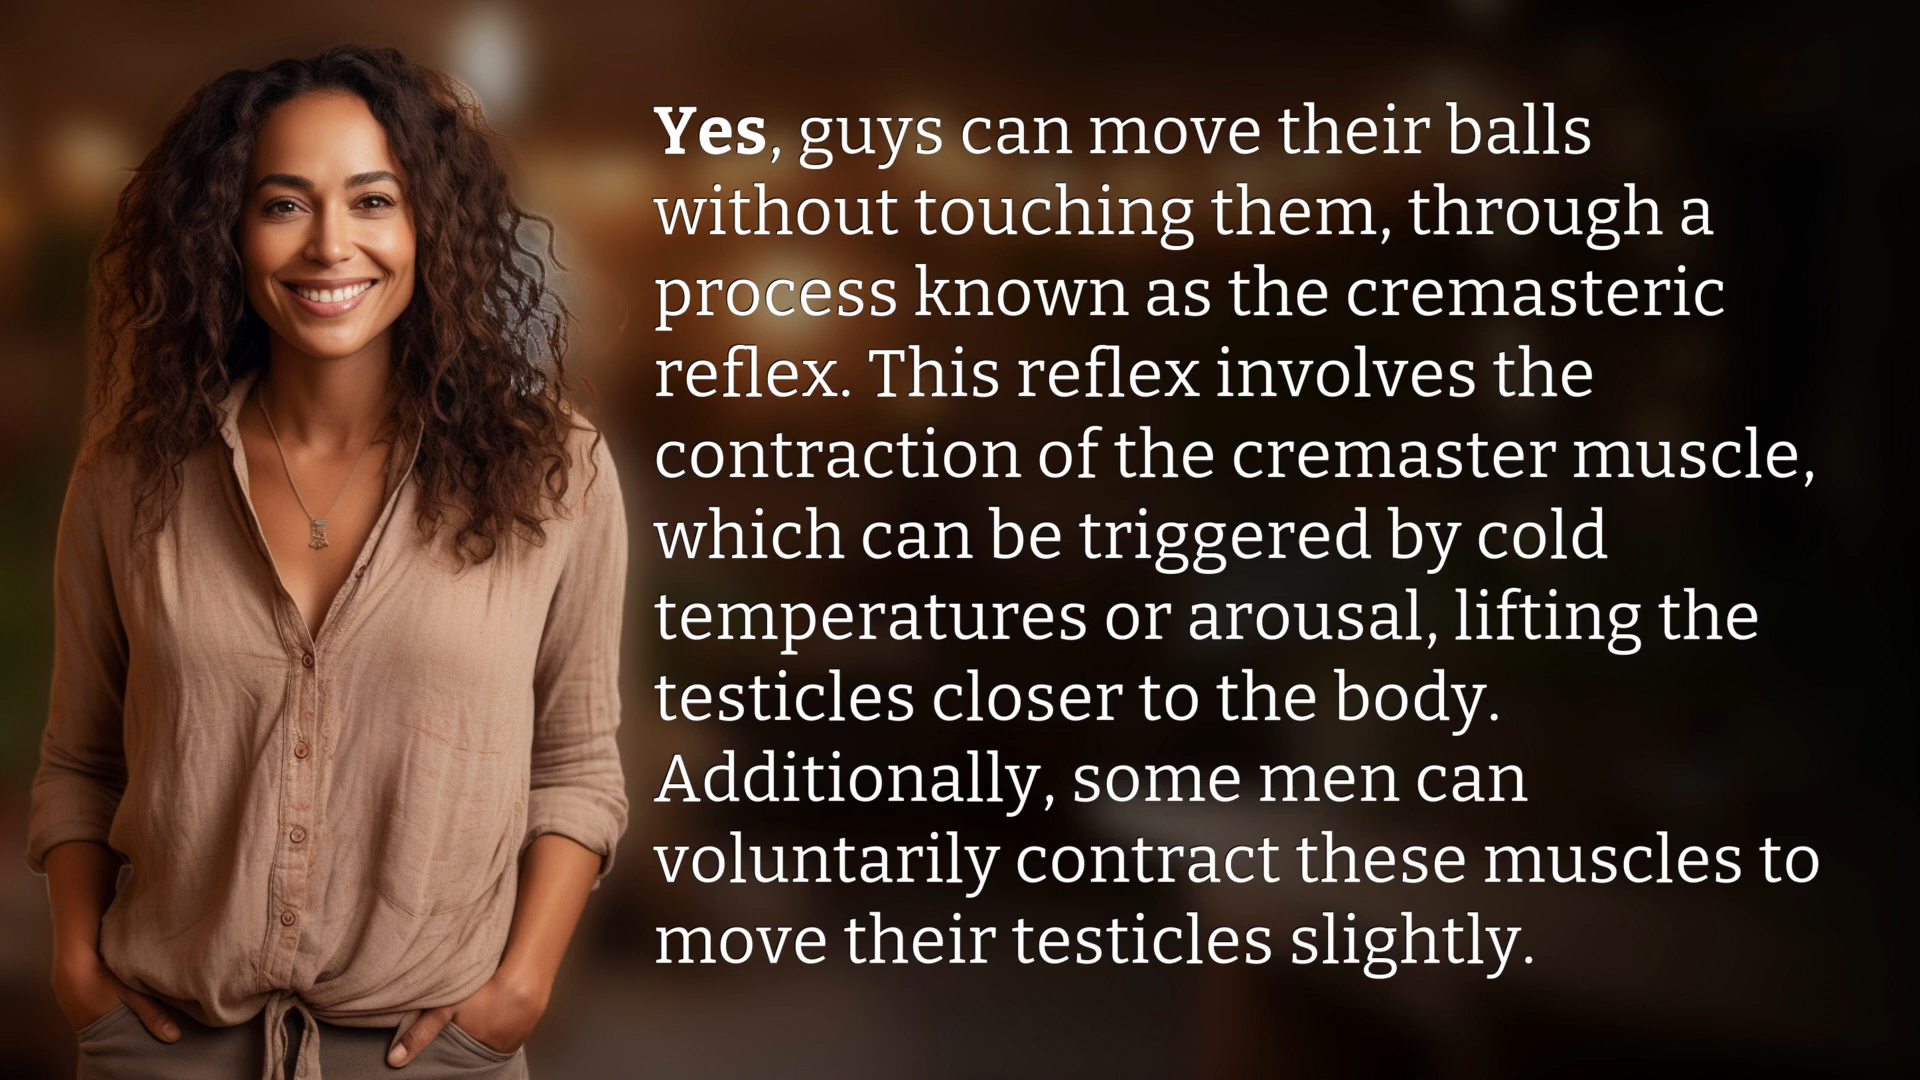 Yes, guys can move their balls
without touching them, through a
process known as the cremasteric
reflex. This reflex involves the
contraction of the cremaster muscle,
which can be triggered by cold
temperatures or arousal, lifting the
testicles closer to the body.
Additionally, some men can
voluntarily contract these muscles to
move their testicles slightly.